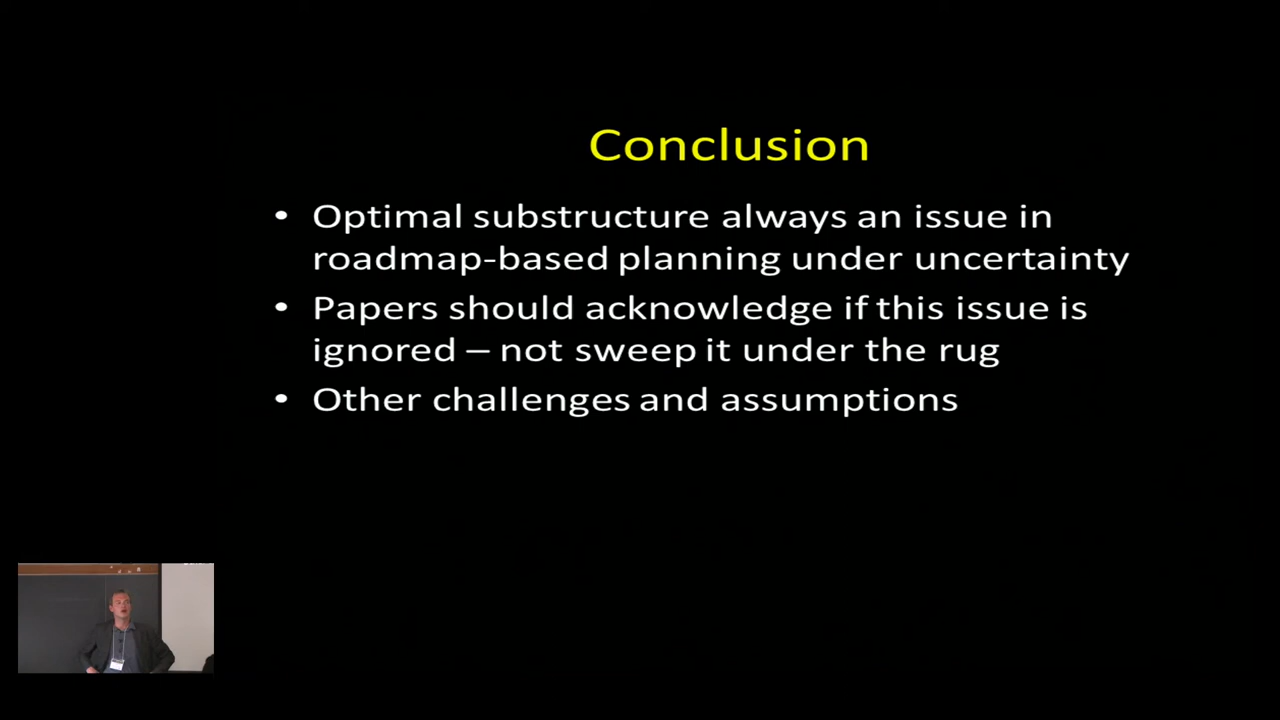 Conclusion
• Optimal substructure always an issue in
roadmap-based planning under uncertainty
• Papers should acknowledge if this issue is
ignored – not sweep it under the rug
• Other challenges and assumptions